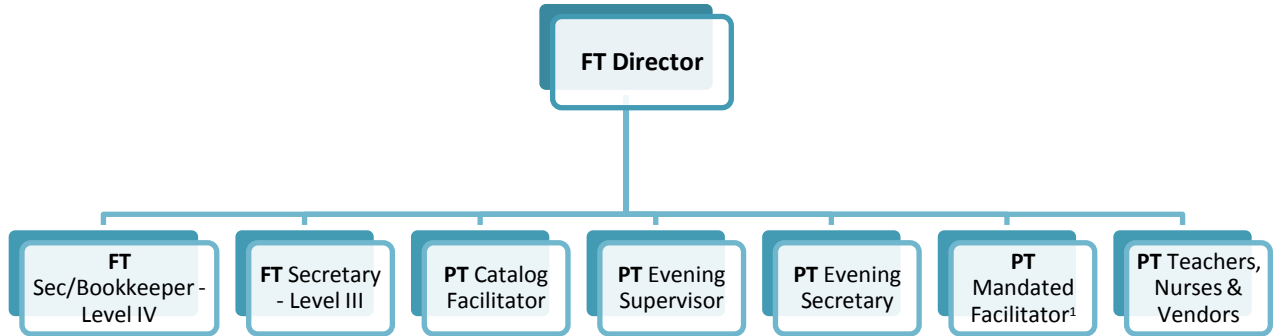 FT Director
FT
Sec/Bookkeeper -
Level IV
FT Secretary
- Level III
PT Catalog
Facilitator
PT Evening
Supervisor
PT Evening
Secretary
PT
Mandated
Facilitator¹
PT Teachers,
Nurses &
Vendors